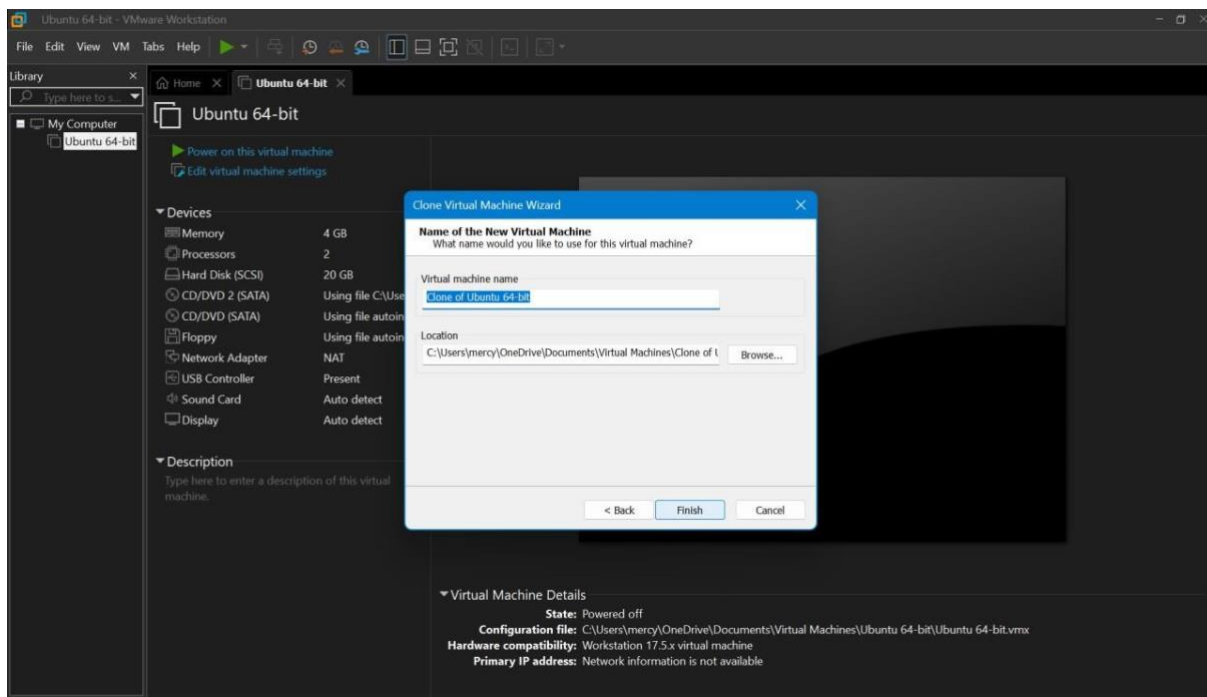 Ubuntu 64-bit - VMware Workstation
File Edit View VM Tabs Help
Library
Type here to s...
My Computer
Ubuntu 64-bit
Home
Ubuntu 64-bit
Ubuntu 64-bit
Power on this virtual machine
Edit virtual machine settings
Devices
Memory 4 GB
Processors 2
Hard Disk (SCSI) 20 GB
CD/DVD 2 (SATA) Using file C:\Use
CD/DVD (SATA) Using file autoin
Floppy Using file autoin
Network Adapter NAT
USB Controller Present
Sound Card Auto detect
Display Auto detect
Description
Type here to enter a description of this virtual
machine.
Clone Virtual Machine Wizard
Name of the New Virtual Machine
What name would you like to use for this virtual machine?
Virtual machine name
Clone of Ubuntu 64-bit
Location
C:\Users\mercy\OneDrive\Documents\Virtual Machines\Clone of U
Browse...
< Back Finish Cancel
Virtual Machine Details
State: Powered off
Configuration file: C:\Users\mercy\OneDrive\Documents\Virtual Machines\Ubuntu 64-bit\Ubuntu 64-bit.vmx
Hardware compatibility: Workstation 17.5.x virtual machine
Primary IP address: Network information is not available